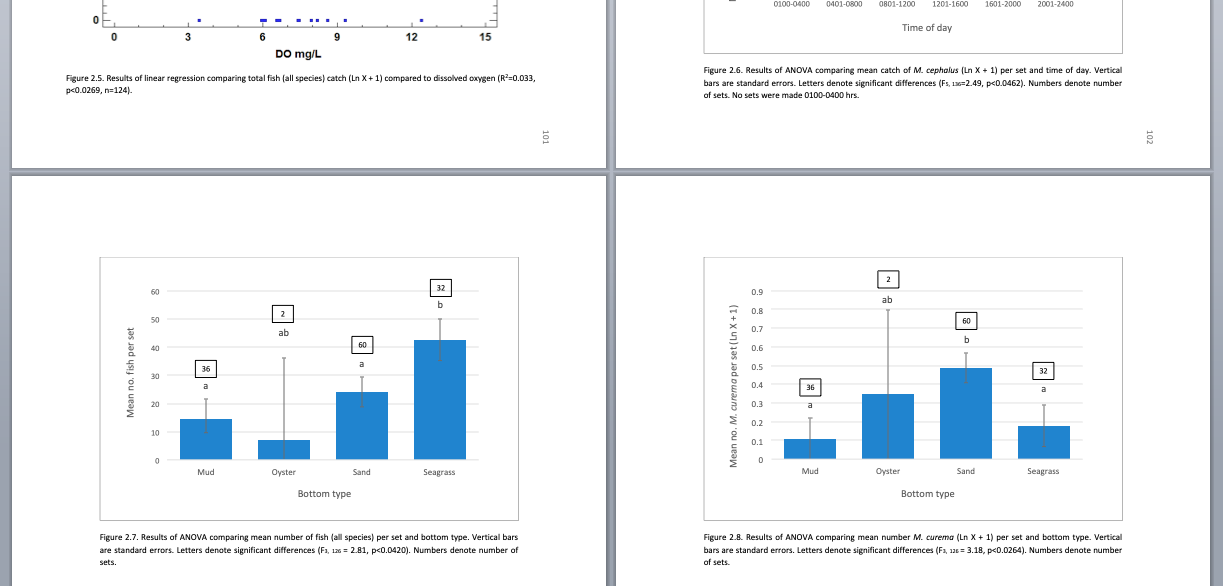 0
0 3 6 9 12 15
DO mg/L
Figure 2.5. Results of linear regression comparing total fish (all species) catch (Ln X + 1) compared to dissolved oxygen (R²=0.033,
p<0.0269, n=124).
101
0100-0400 0401-0800 0801-1200 1201-1600 1601-2000 2001-2400
Time of day
Figure 2.6. Results of ANOVA comparing mean catch of M. cephalus (Ln X + 1) per set and time of day. Vertical
bars are standard errors. Letters denote significant differences (F5, 136=2.49, p<0.0462). Numbers denote number
of sets. No sets were made 0100-0400 hrs.
102
Mean no. fish per set
60
50
40
30
20
10
0
36
a
2
ab
60
a
32
b
Mud Oyster Sand Seagrass
Bottom type
Figure 2.7. Results of ANOVA comparing mean number of fish (all species) per set and bottom type. Vertical bars
are standard errors. Letters denote significant differences (F3, 126 = 2.81, p<0.0420). Numbers denote number of
sets.
Mean no. M. curema per set (Ln X + 1)
0.9
0.8
0.7
0.6
0.5
0.4
0.3
0.2
0.1
0
36
a
2
ab
60
b
32
a
Mud Oyster Sand Seagrass
Bottom type
Figure 2.8. Results of ANOVA comparing mean number M. curema (Ln X + 1) per set and bottom type. Vertical
bars are standard errors. Letters denote significant differences (F3, 126 = 3.18, p<0.0264). Numbers denote number
of sets.